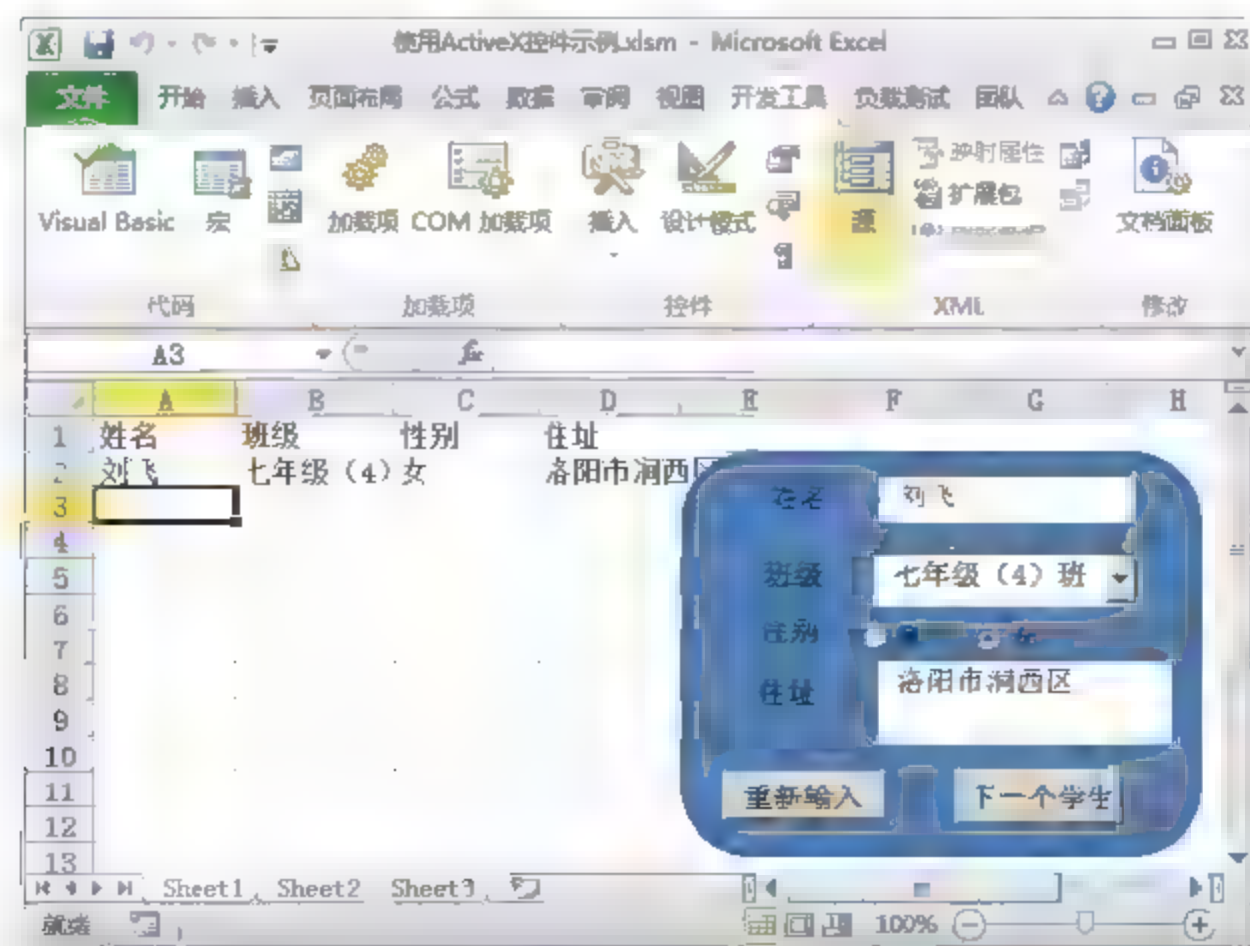 使用ActiveX控件示例.xlsm - Microsoft Excel
文件 开始 插入 页面布局 公式 数据 审阅 视图 开发工具 负载测试 团队
映射属性
扩展包
Visual Basic 宏 加载项 COM 加载项 插入 设计模式 源 文档面板
代码 加载项 控件 XML 修改
A3 fx
A B C D E F G H
1 姓名 班级 性别 住址
2 刘飞 七年级（4） 女 洛阳市涧西区
3
4
5
6
7
8
9
10
11
12
13
姓名 刘飞
班级 七年级（4）班
性别
住址 洛阳市涧西区
重新输入 下一个学生
Sheet1 Sheet2 Sheet3
就绪 100%